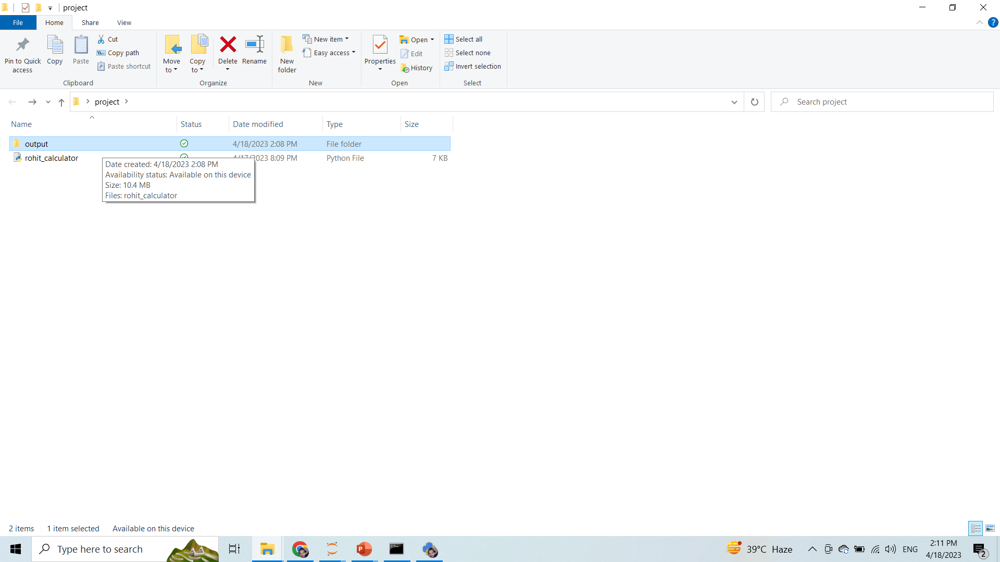 project
File
Home
Share
View
?
Pin to Quick access
Copy
Paste
Cut
Copy path
Paste shortcut
Clipboard
Move to
Copy to
Delete
Rename
Organize
New folder
New item
Easy access
New
Properties
Open
Edit
History
Open
Select all
Select none
Invert selection
Select
project
Search project
Name
Status
Date modified
Type
Size
output
4/18/2023 2:08 PM
File folder
rohit_calculator
4/17/2023 8:09 PM
Python File
7 KB
Date created: 4/18/2023 2:08 PM
Availability status: Available on this device
Size: 10.4 MB
Files: rohit_calculator
2 items
1 item selected
Available on this device
Type here to search
P
39°C Haze
ENG
2:11 PM
4/18/2023
2